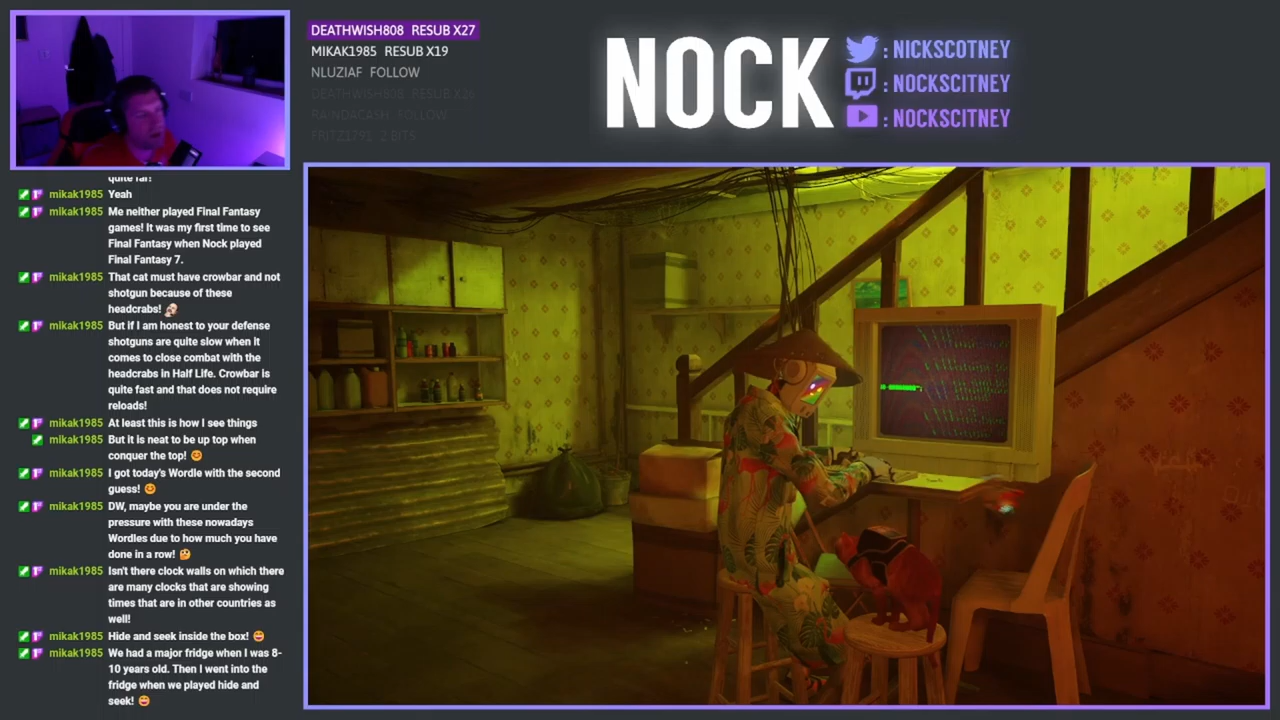 DEATHWISH808 RESUB X27
MIKAK1985 RESUB X19
NLUZIAF FOLLOW
DEATHWISH808 RESUB X26
RAINDACASH FOLLOW
FRITZ1291 2 BITS
NOCK
: NICKSCOTNEY
: NOCKSCITNEY
: NOCKSCITNEY
quite far!
mikak1985 Yeah
mikak1985 Me neither played Final Fantasy
games! It was my first time to see
Final Fantasy when Nock played
Final Fantasy 7.
mikak1985 That cat must have crowbar and not
shotgun because of these
headcrabs!
mikak1985 But if I am honest to your defense
shotguns are quite slow when it
comes to close combat with the
headcrabs in Half Life. Crowbar is
quite fast and that does not require
reloads!
mikak1985 At least this is how I see things
mikak1985 But it is neat to be up top when
conquer the top!
mikak1985 I got today's Wordle with the second
guess!
mikak1985 DW, maybe you are under the
pressure with these nowadays
Wordles due to how much you have
done in a row!
mikak1985 Isn't there clock walls on which there
are many clocks that are showing
times that are in other countries as
well!
mikak1985 Hide and seek inside the box!
mikak1985 We had a major fridge when I was 8-
10 years old. Then I went into the
fridge when we played hide and
seek!